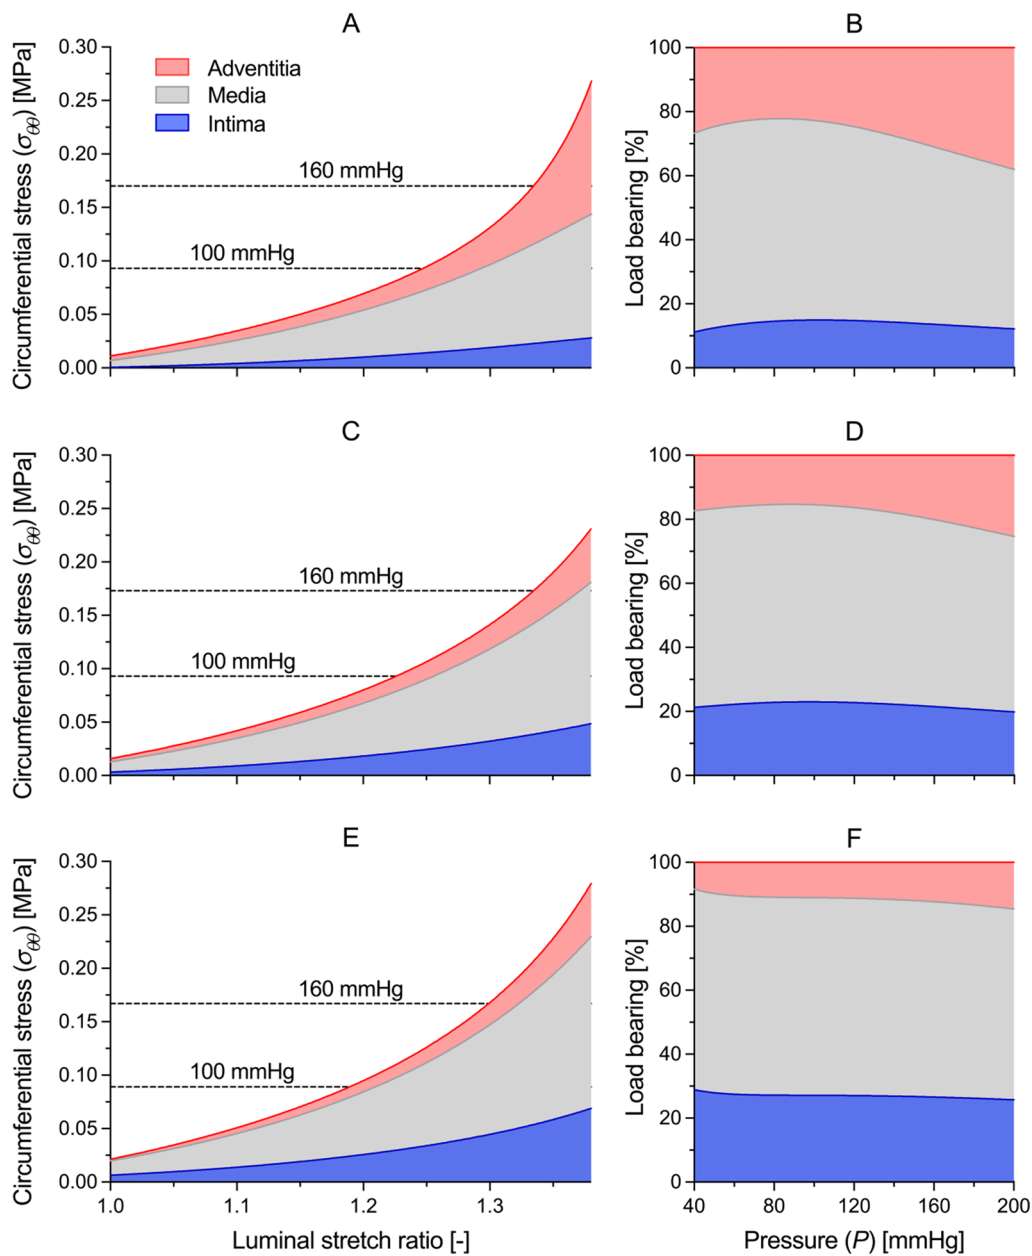 A
Circumferential stress (σθθ) [MPa]
0.30
0.25
0.20
0.15
0.10
0.05
0.00
Adventitia
Media
Intima
160 mmHg
100 mmHg
B
Load bearing [%]
100
80
60
40
20
0
C
Circumferential stress (σθθ) [MPa]
0.30
0.25
0.20
0.15
0.10
0.05
0.00
160 mmHg
100 mmHg
D
Load bearing [%]
100
80
60
40
20
0
E
Circumferential stress (σθθ) [MPa]
0.30
0.25
0.20
0.15
0.10
0.05
0.00
160 mmHg
100 mmHg
1.0 1.1 1.2 1.3
Luminal stretch ratio [-]
F
Load bearing [%]
100
80
60
40
20
0
40 80 120 160 200
Pressure (P) [mmHg]